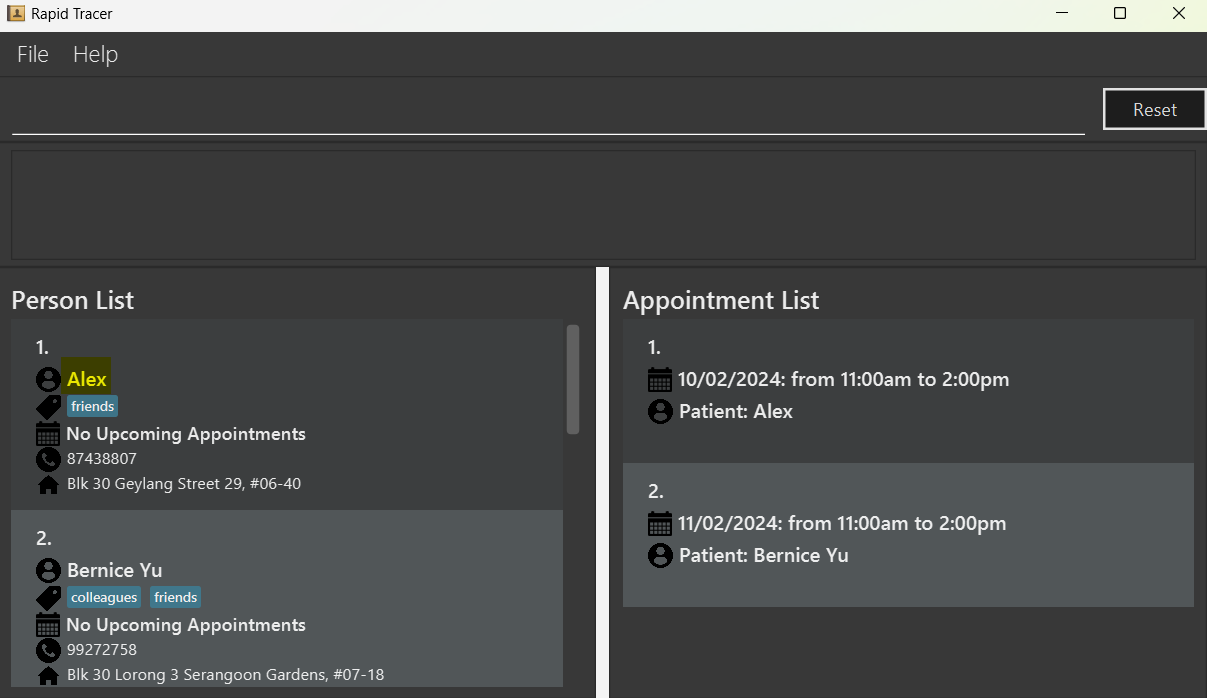 Rapid Tracer
File Help
Reset
Person List
1.
Alex
friends
No Upcoming Appointments
87438807
Blk 30 Geylang Street 29, #06-40
2.
Bernice Yu
colleagues friends
No Upcoming Appointments
99272758
Blk 30 Lorong 3 Serangoon Gardens, #07-18
Appointment List
1.
10/02/2024: from 11:00am to 2:00pm
Patient: Alex
2.
11/02/2024: from 11:00am to 2:00pm
Patient: Bernice Yu